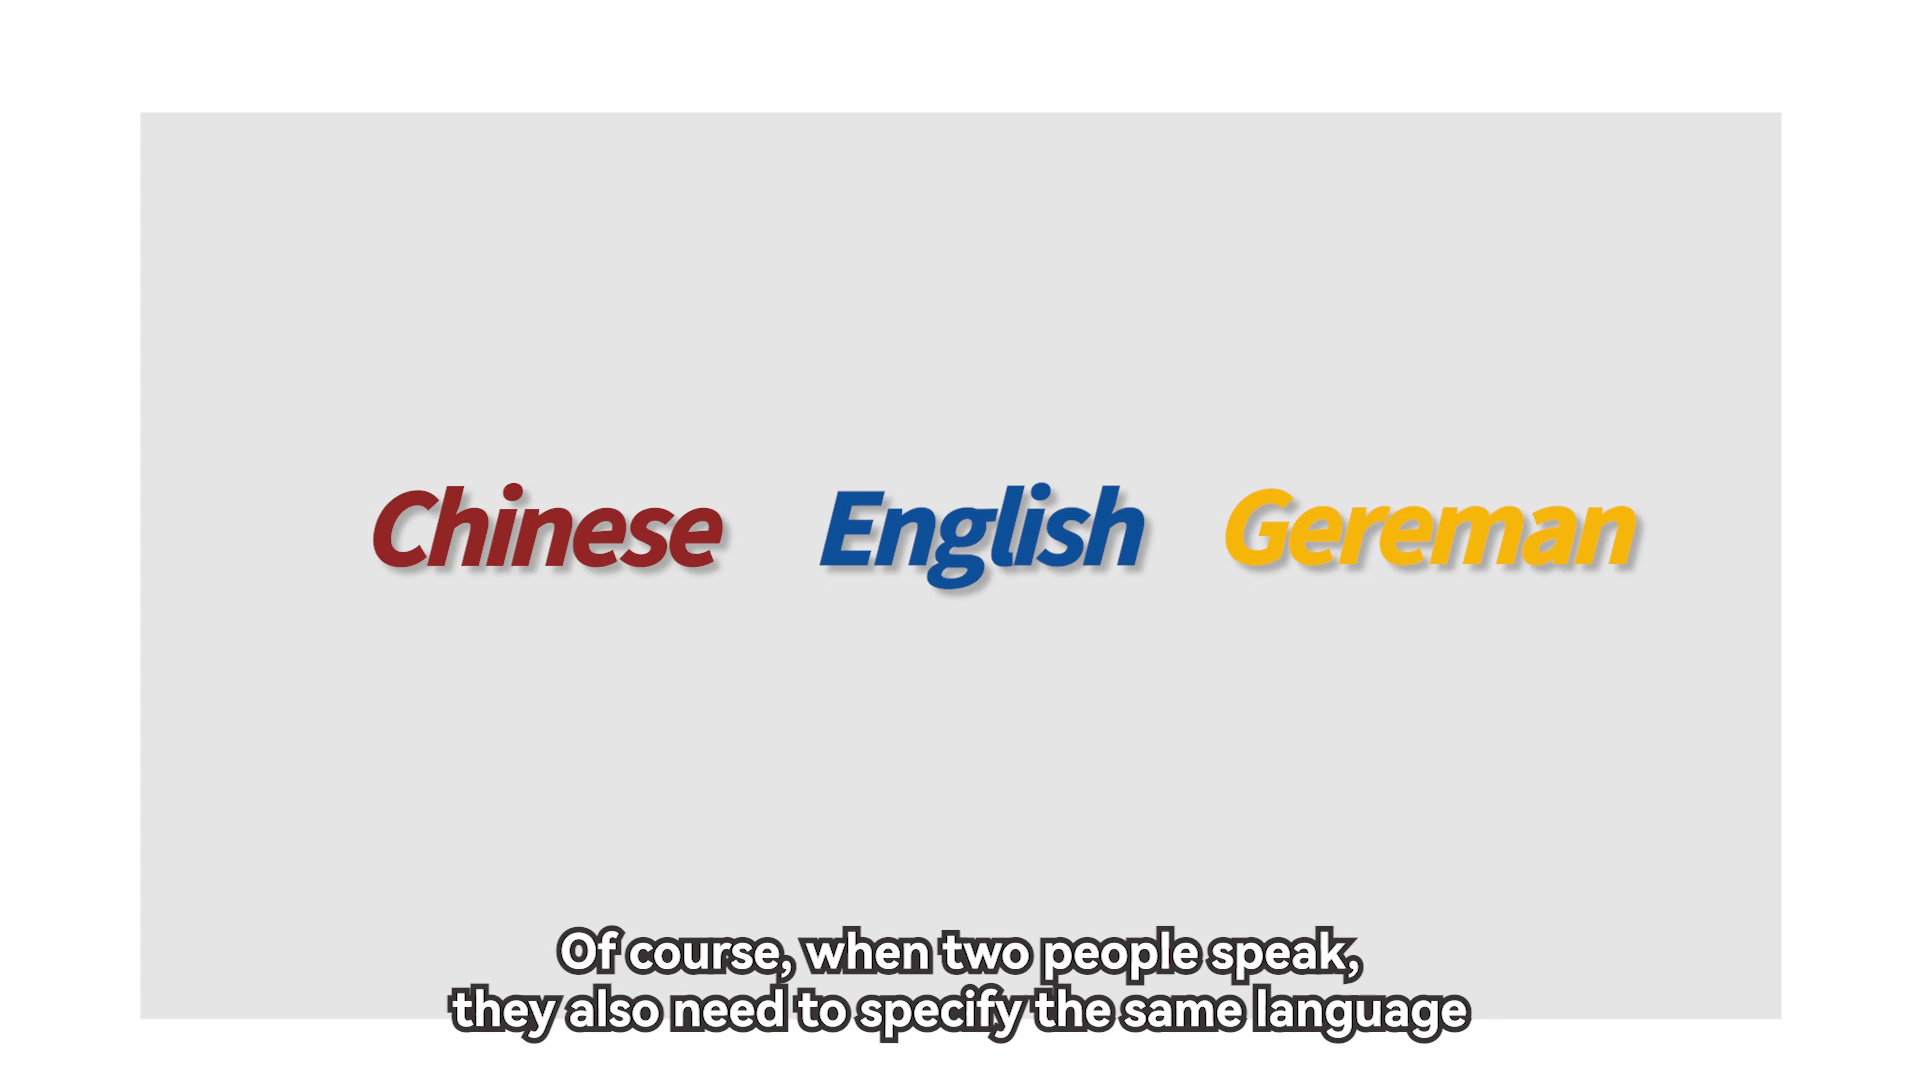 Chinese English Gereman
Of course, when two people speak,
they also need to specify the same language